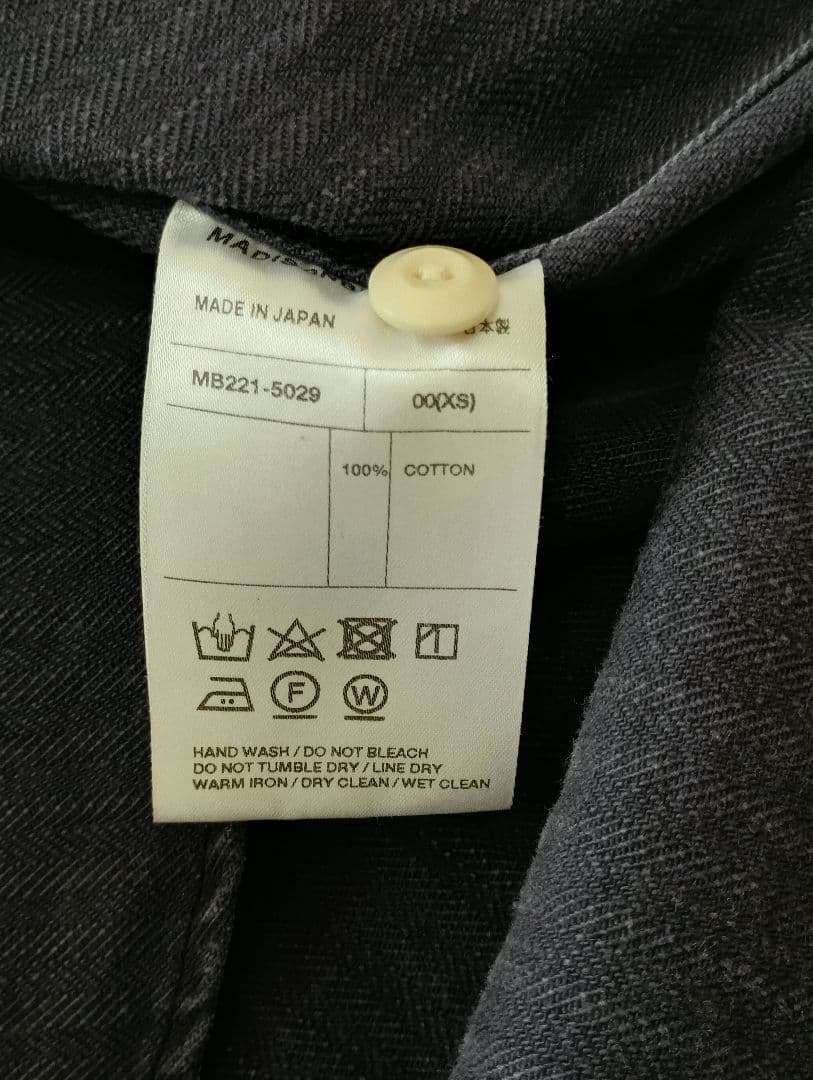 MADE IN JAPAN
本製
MB221-5029
00(XS)
100% COTTON
F W
HAND WASH / DO NOT BLEACH
DO NOT TUMBLE DRY / LINE DRY
WARM IRON / DRY CLEAN / WET CLEAN